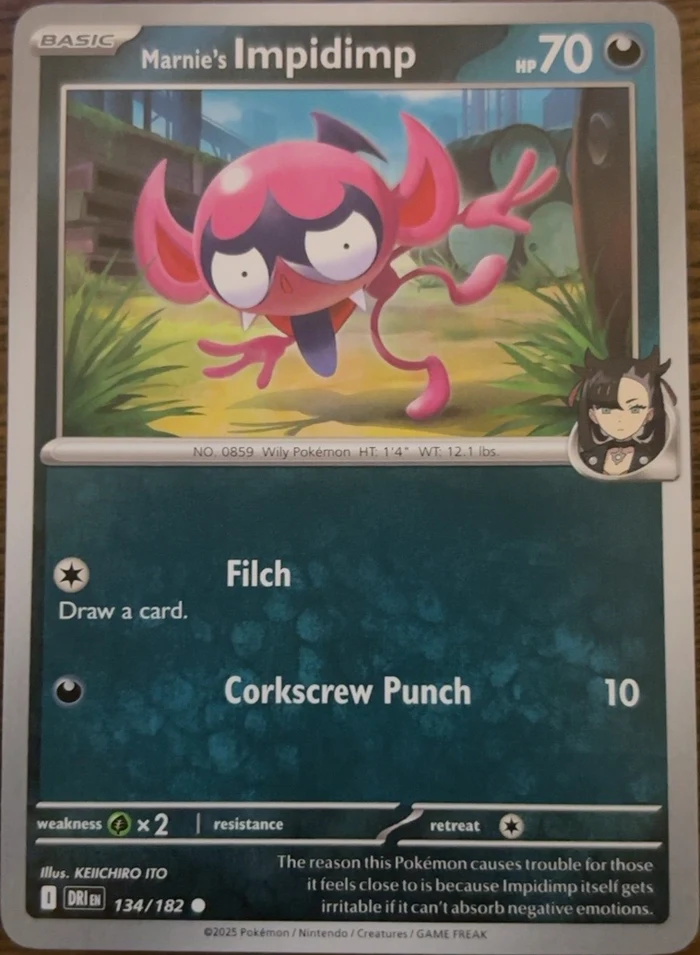 BASIC
Marnie's Impidimp HP 70
NO. 0859 Wily Pokémon HT: 1'4" WT: 12.1 lbs.
Filch
Draw a card.
Corkscrew Punch 10
weakness ×2 resistance retreat
Illus. KEIICHIRO ITO
The reason this Pokémon causes trouble for those
it feels close to is because Impidimp itself gets
irritable if it can't absorb negative emotions.
I DRI EN 134/182
©2025 Pokémon / Nintendo / Creatures / GAME FREAK